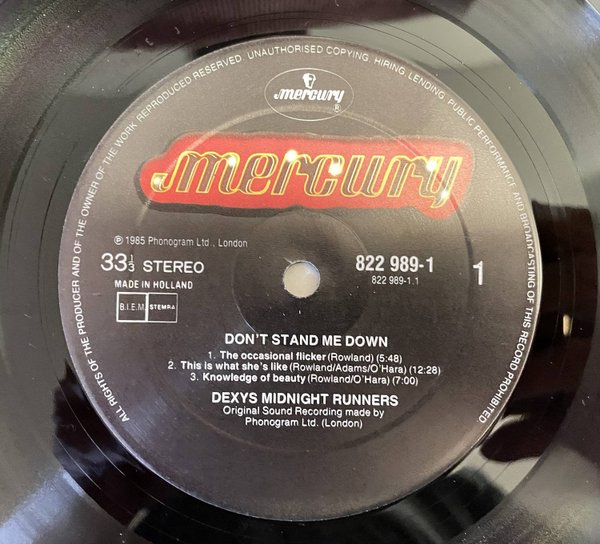 ALL RIGHTS OF THE PRODUCER AND OF THE OWNER OF THE WORK REPRODUCED RESERVED. UNAUTHORISED COPYING, HIRING, LENDING, PUBLIC PERFORMANCE AND BROADCASTING OF THIS RECORD PROHIBITED
mercury ®
mercury
℗ 1985 Phonogram Ltd., London
33⅓ STEREO
MADE IN HOLLAND
B.I.E.M. STEMRA
822 989-1
822 989-1.1
1
DON'T STAND ME DOWN
1. The occasional flicker (Rowland) (5:48)
2. This is what she's like (Rowland/Adams/O'Hara) (12:28)
3. Knowledge of beauty (Rowland/O'Hara) (7:00)
DEXYS MIDNIGHT RUNNERS
Original Sound Recording made by
Phonogram Ltd. (London)